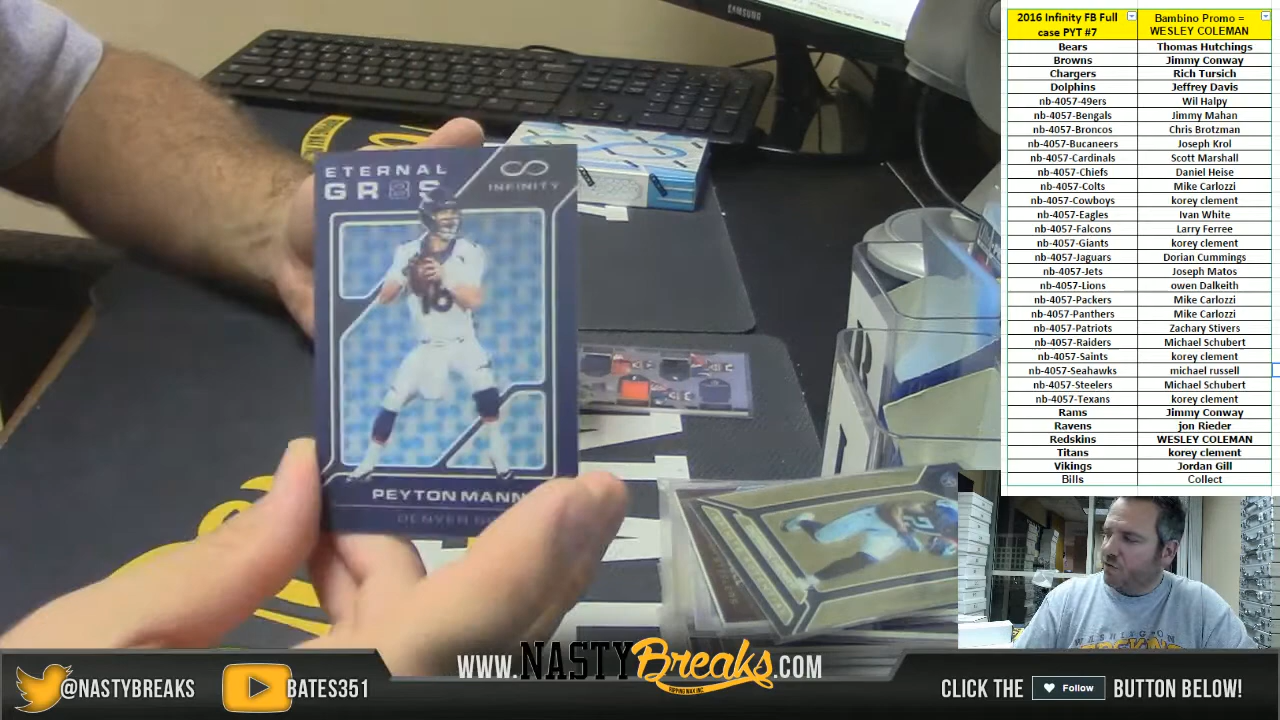 SAMSUNG
ETERNAL
GR8S
INFINITY
18
PEYTON MANN
DENVER
2016 Infinity FB Full case PYT #7 Bambino Promo = WESLEY COLEMAN
Bears Thomas Hutchings
Browns Jimmy Conway
Chargers Rich Tursich
Dolphins Jeffrey Davis
nb-4057-49ers Wil Halpy
nb-4057-Bengals Jimmy Mahan
nb-4057-Broncos Chris Brotzman
nb-4057-Bucaneers Joseph Krol
nb-4057-Cardinals Scott Marshall
nb-4057-Chiefs Daniel Heise
nb-4057-Colts Mike Carlozzi
nb-4057-Cowboys korey clement
nb-4057-Eagles Ivan White
nb-4057-Falcons Larry Ferree
nb-4057-Giants korey clement
nb-4057-Jaguars Dorian Cummings
nb-4057-Jets Joseph Matos
nb-4057-Lions owen Dalkeith
nb-4057-Packers Mike Carlozzi
nb-4057-Panthers Mike Carlozzi
nb-4057-Patriots Zachary Stivers
nb-4057-Raiders Michael Schubert
nb-4057-Saints korey clement
nb-4057-Seahawks michael russell
nb-4057-Steelers Michael Schubert
nb-4057-Texans korey clement
Rams Jimmy Conway
Ravens jon Rieder
Redskins WESLEY COLEMAN
Titans korey clement
Vikings Jordan Gill
Bills Collect
WASHINGTON
@NASTYBREAKS
BATES351
WWW.NASTYBreaks.COM
RIPPING WAX INC
CLICK THE Follow BUTTON BELOW!